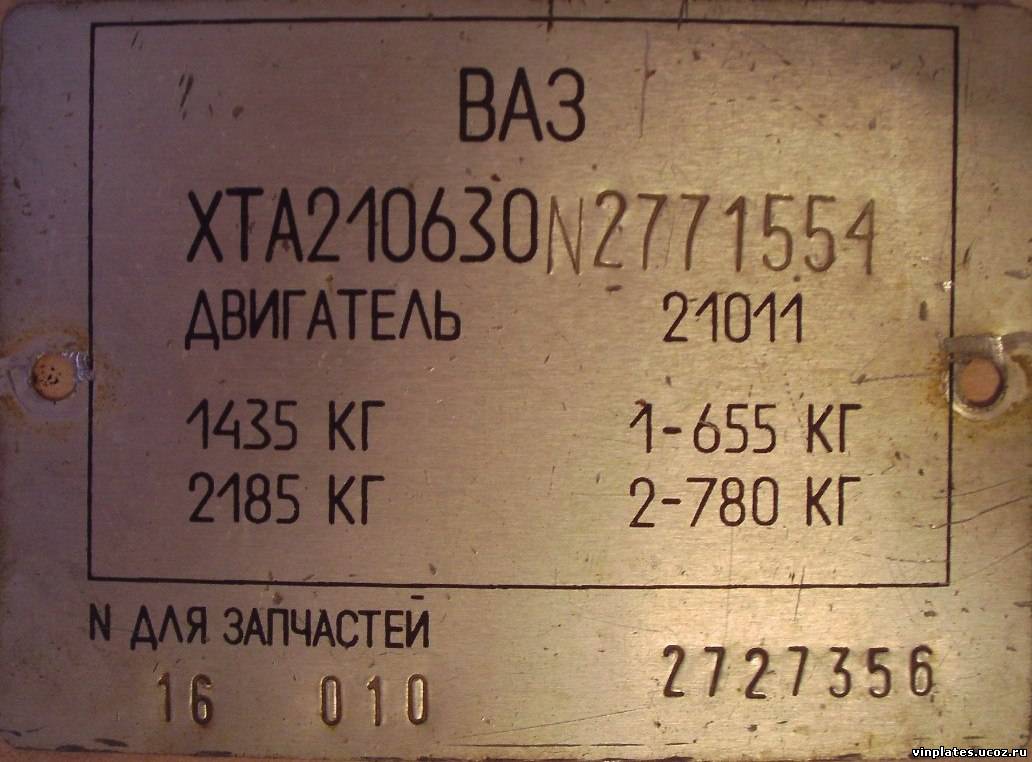 ВАЗ
XTA210630N2771554
ДВИГАТЕЛЬ 21011
1435 КГ 1-655 КГ
2185 КГ 2-780 КГ
N ДЛЯ ЗАПЧАСТЕЙ
16 010 2727356
vinplates.ucoz.ru